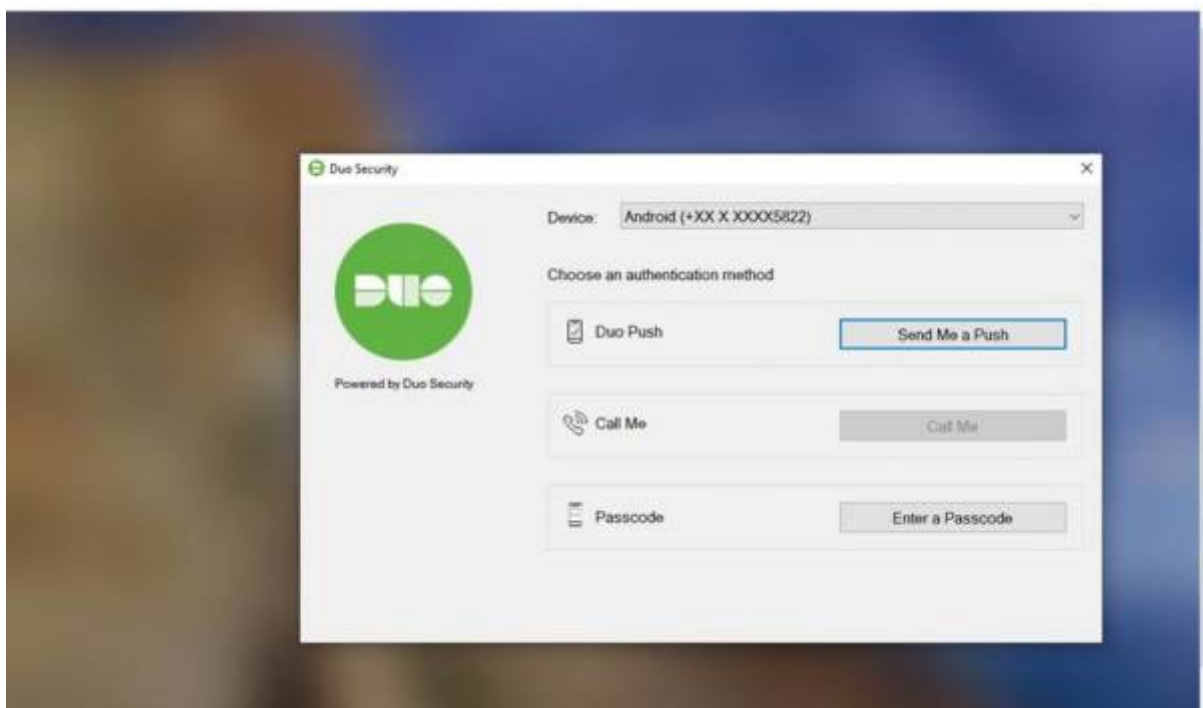 Duo Security
Device: Android (+XX X XXXX5822)
DUO
Choose an authentication method
Duo Push
Send Me a Push
Powered by Duo Security
Call Me
Call Me
Passcode
Enter a Passcode